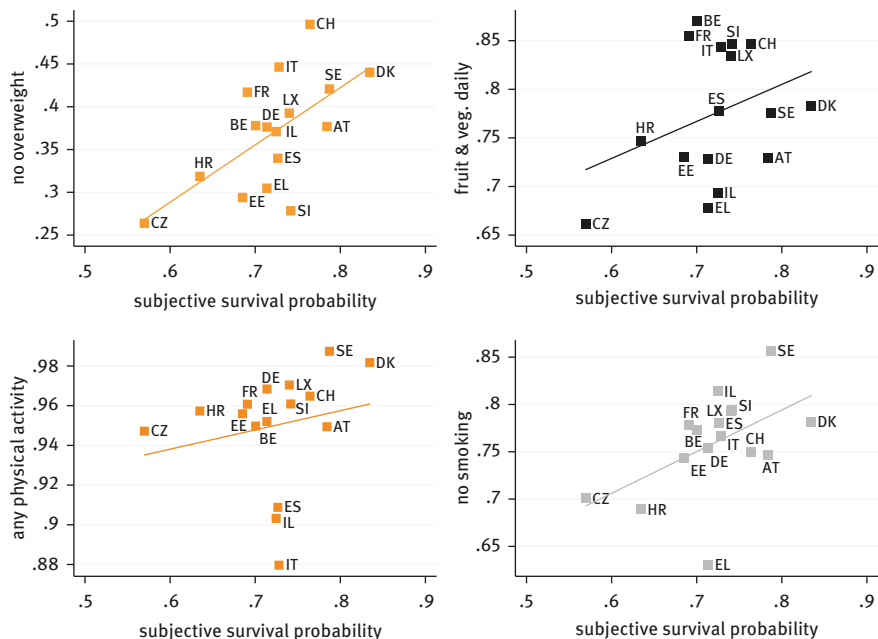 no overweight
.5
.45
.4
.35
.3
.25
CH
IT
DK
SE
FR
LX
BE
DE
IL
AT
ES
HR
EL
EE
SI
CZ
.5 .6 .7 .8 .9
subjective survival probability
fruit & veg. daily
.85
.8
.75
.7
.65
BE
FR
SI
IT
CH
LX
ES
SE
DK
HR
EE
DE
AT
IL
EL
CZ
.5 .6 .7 .8 .9
subjective survival probability
any physical activity
.98
.96
.94
.92
.9
.88
SE
DK
DE
LX
CH
FR
HR
SI
EE
EL
BE
AT
CZ
ES
IL
IT
.5 .6 .7 .8 .9
subjective survival probability
no smoking
.85
.8
.75
.7
.65
SE
IL
SI
FR
LX
ES
DK
BE
IT
EE
DE
CH
AT
CZ
HR
EL
.5 .6 .7 .8 .9
subjective survival probability